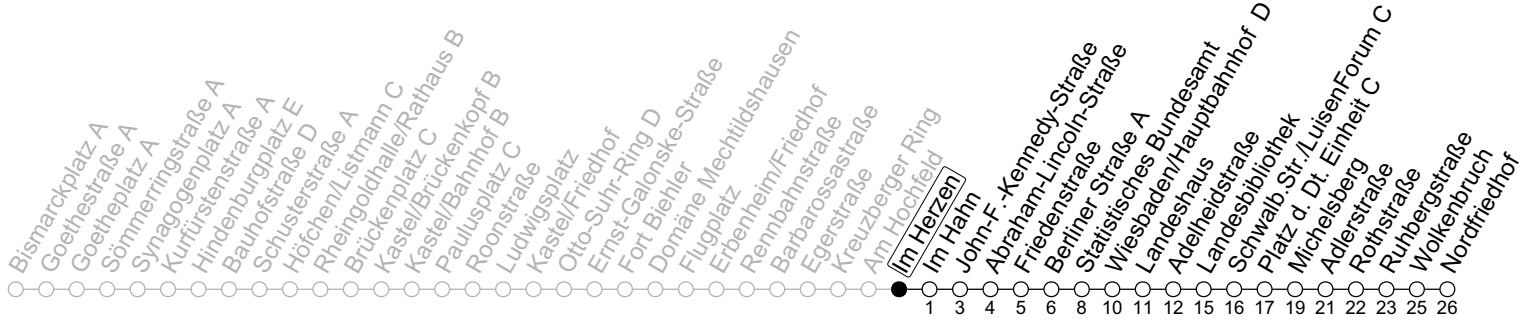 Bismarckplatz A
Goethestraße A
Goetheplatz A
Sömmerringstraße A
Synagogenplatz A
Kurfürstenstraße A
Hindenburgplatz E
Bauhofstraße D
Schusterstraße A
Höfchen/Listmann C
Rheingoldhalle/Rathaus B
Brückenplatz C
Kastel/Brückenkopf B
Kastel/Bahnhof B
Paulusplatz C
Roonstraße
Ludwigsplatz
Kastel/Friedhof
Otto-Suhr-Ring D
Ernst-Galonske-Straße
Fort Biehler
Domäne Mechtildshausen
Flugplatz
Erbenheim/Friedhof
Rennbahnstraße
Barbarossastraße
Egerstraße
Kreuzberger Ring
Am Hochfeld
Im Herzen
Im Hahn
John-F.-Kennedy-Straße
Abraham-Lincoln-Straße
Friedenstraße
Berliner Straße A
Statistisches Bundesamt
Wiesbaden/Hauptbahnhof D
Landeshaus
Adelheidstraße
Landesbibliothek
Schwalb.Str./LuisenForum C
Platz d. Dt. Einheit C
Michelsberg
Adlerstraße
Rothstraße
Ruhbergstraße
Wolkenbruch
Nordfriedhof
1 3 4 5 6 8 10 11 12 15 16 17 19 21 22 23 25 26